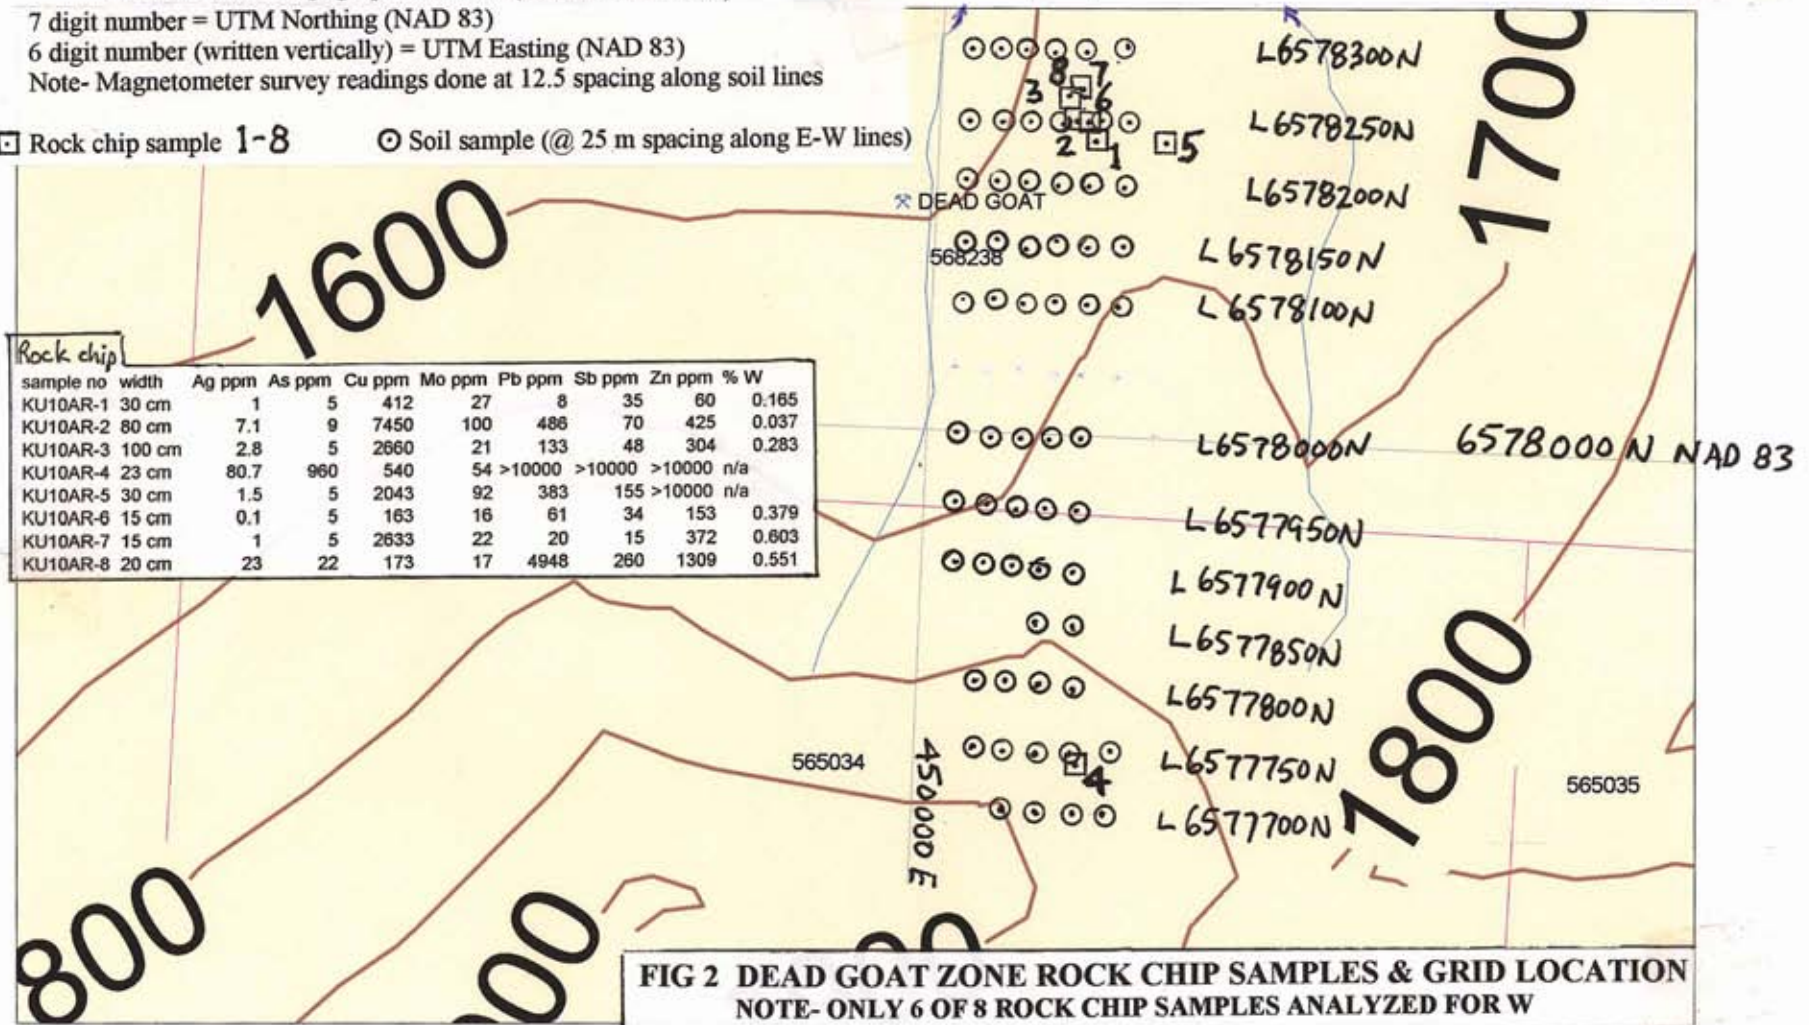 7 digit number = UTM Northing (NAD 83)
6 digit number (written vertically) = UTM Easting (NAD 83)
Note- Magnetometer survey readings done at 12.5 spacing along soil lines
Rock chip sample 1-8 Soil sample (@ 25 m spacing along E-W lines)
L6578300N
8 7
3 6
L6578250N
2 1 5
L6578200N
DEAD GOAT
1700
1600
L6578150N
568238
L6578100N
Rock chip
sample no width Ag ppm As ppm Cu ppm Mo ppm Pb ppm Sb ppm Zn ppm % W
KU10AR-1 30 cm 1 5 412 27 8 35 60 0.165
KU10AR-2 80 cm 7.1 9 7450 100 486 70 425 0.037
KU10AR-3 100 cm 2.8 5 2660 21 133 48 304 0.283
KU10AR-4 23 cm 80.7 960 540 54 >10000 >10000 >10000 n/a
KU10AR-5 30 cm 1.5 5 2043 92 383 155 >10000 n/a
KU10AR-6 15 cm 0.1 5 163 16 61 34 153 0.379
KU10AR-7 15 cm 1 5 2633 22 20 15 372 0.603
KU10AR-8 20 cm 23 22 173 17 4948 260 1309 0.551
L6578000N 6578000 N NAD 83
L6577950N
L6577900N
L6577850N
L6577800N
1800
565034
L6577750N
4
565035
450000 E
L6577700N
800
FIG 2 DEAD GOAT ZONE ROCK CHIP SAMPLES & GRID LOCATION
NOTE- ONLY 6 OF 8 ROCK CHIP SAMPLES ANALYZED FOR W